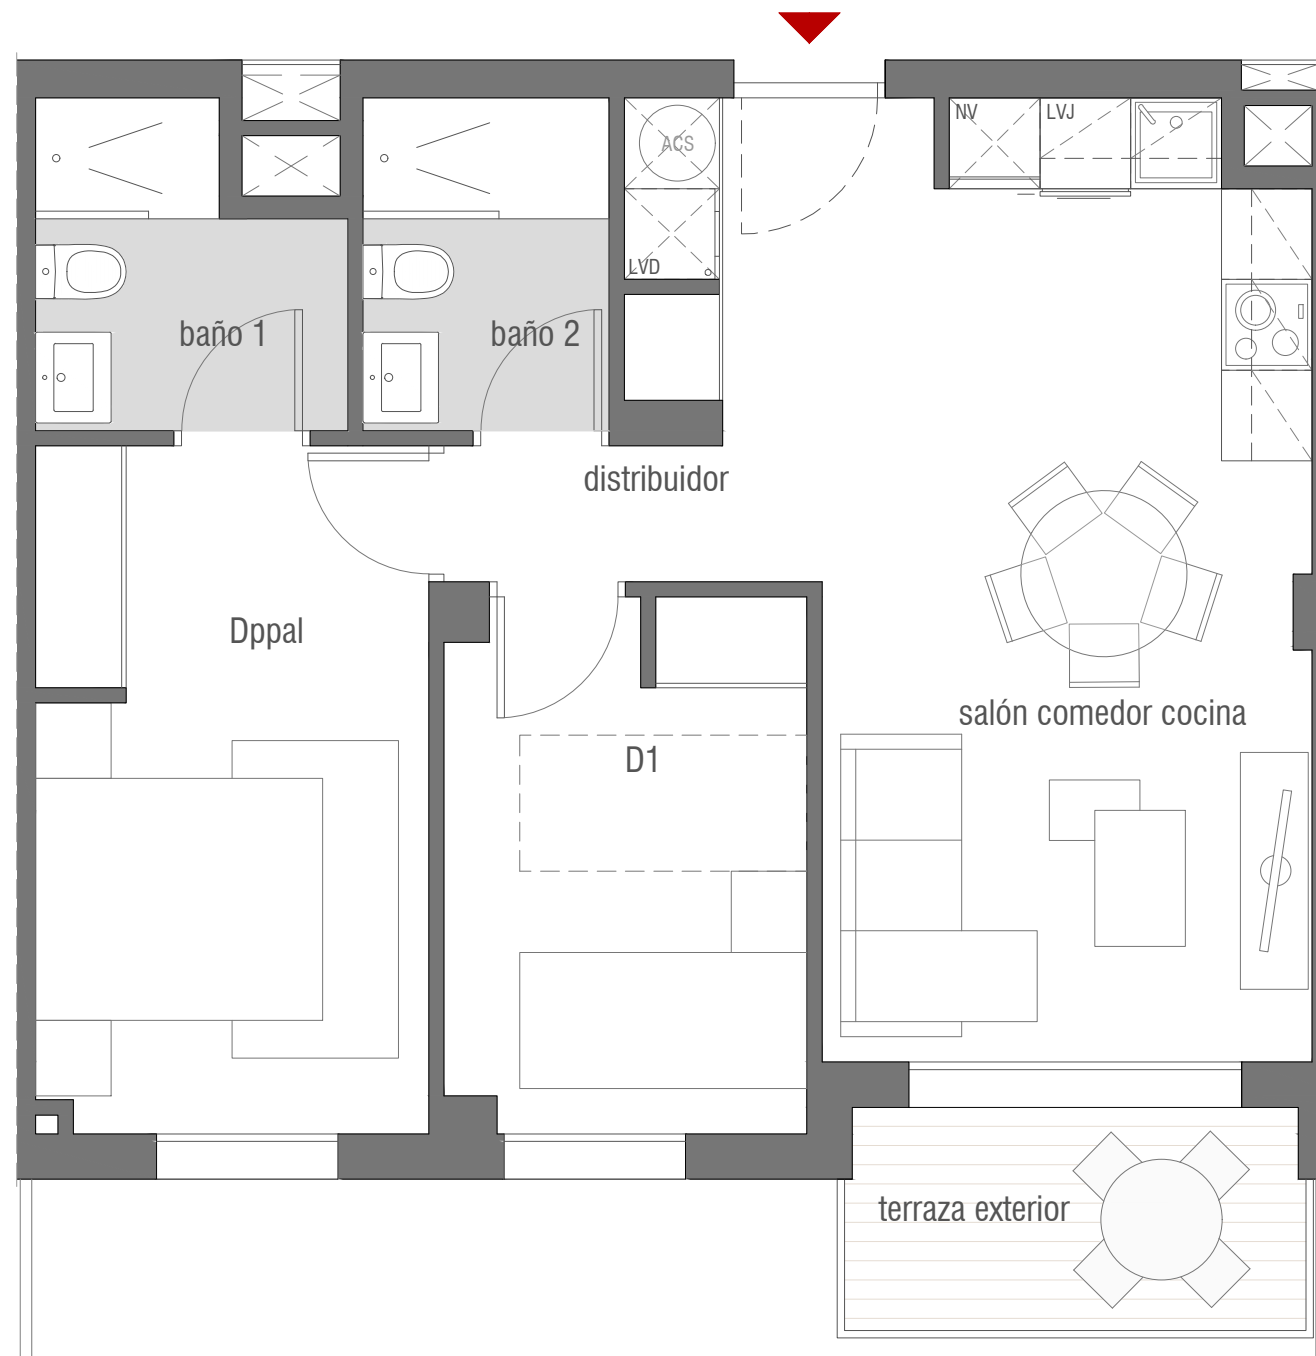 NV
LVJ
ACS
LVD
baño 1
baño 2
distribuidor
Dppal
salón comedor cocina
D1
terraza exterior